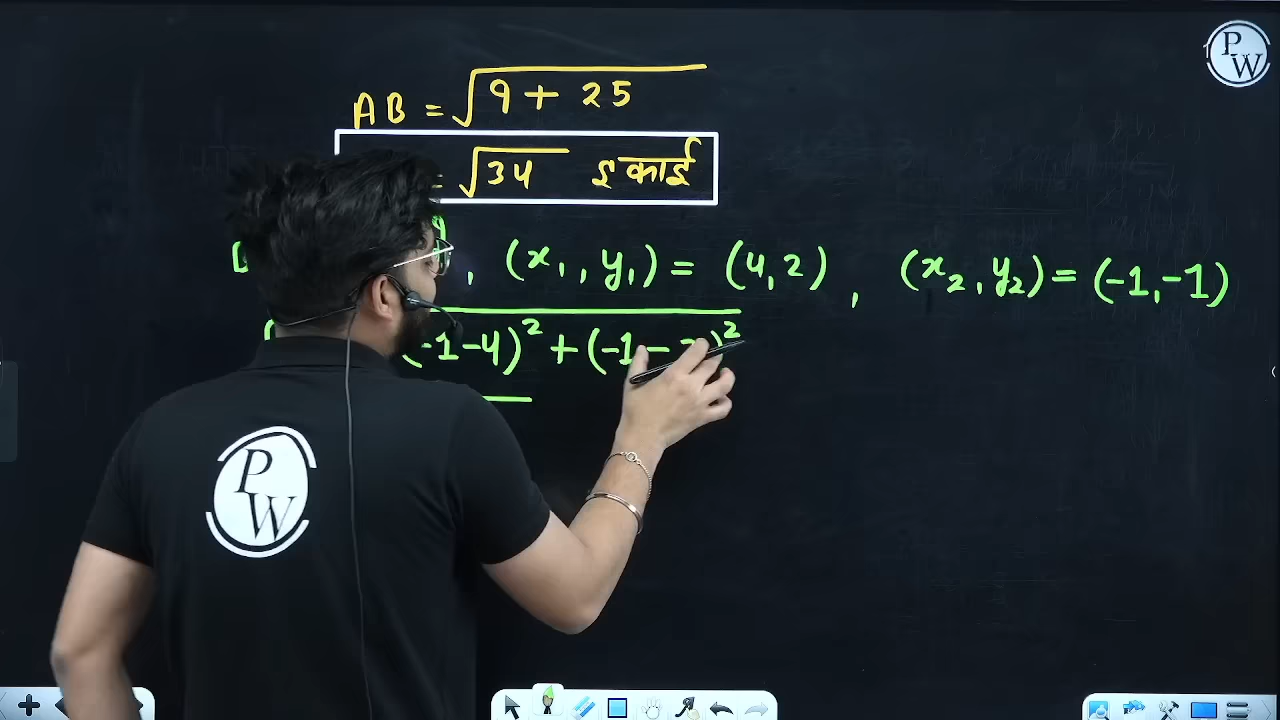 PW
AB = √9 + 25
= √34 इकाई
, (x₁, y₁) = (4, 2) , (x₂, y₂) = (-1, -1)
(-1-4)² + (-1- )²
PW